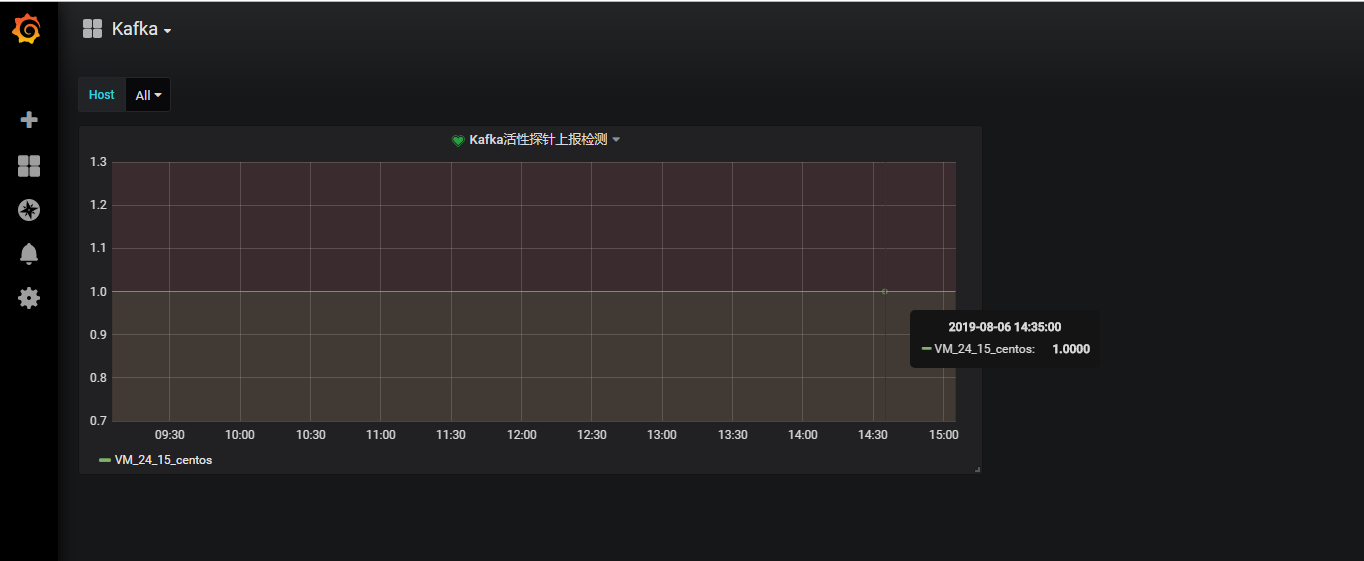 Kafka
Host All
Kafka活性探针上报检测
1.3
1.2
1.1
1.0
0.9
0.8
0.7
2019-08-06 14:35:00
VM_24_15_centos: 1.0000
09:30 10:00 10:30 11:00 11:30 12:00 12:30 13:00 13:30 14:00 14:30 15:00
VM_24_15_centos